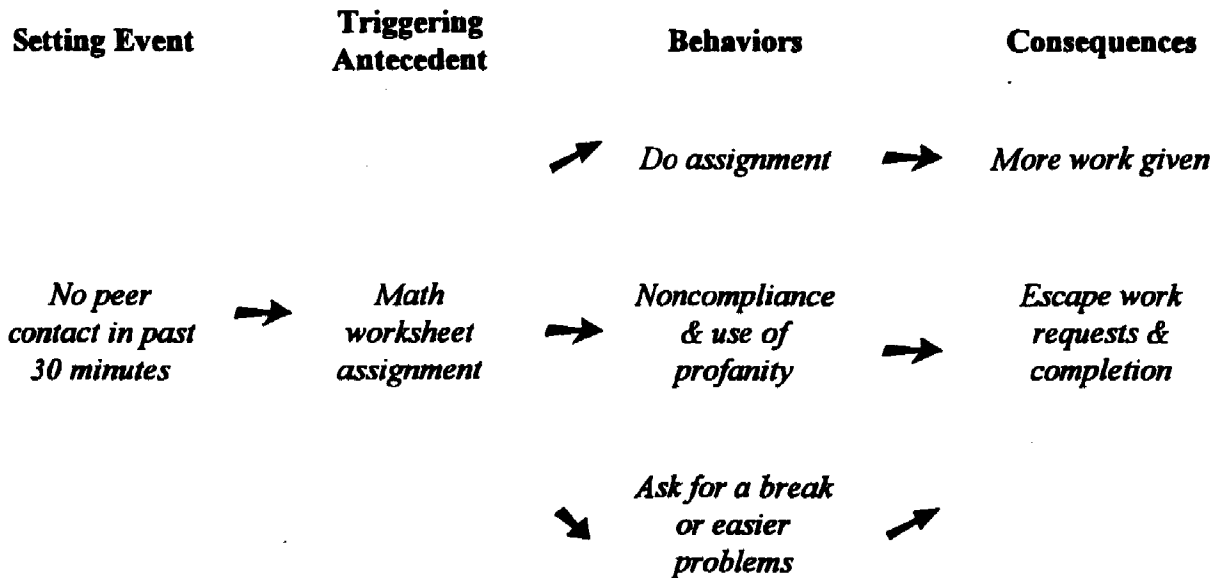 Setting Event
Triggering
Antecedent
Behaviors
Consequences
Do assignment
More work given
No peer
contact in past
30 minutes
Math
worksheet
assignment
Noncompliance
& use of
profanity
Escape work
requests &
completion
Ask for a break
or easier
problems